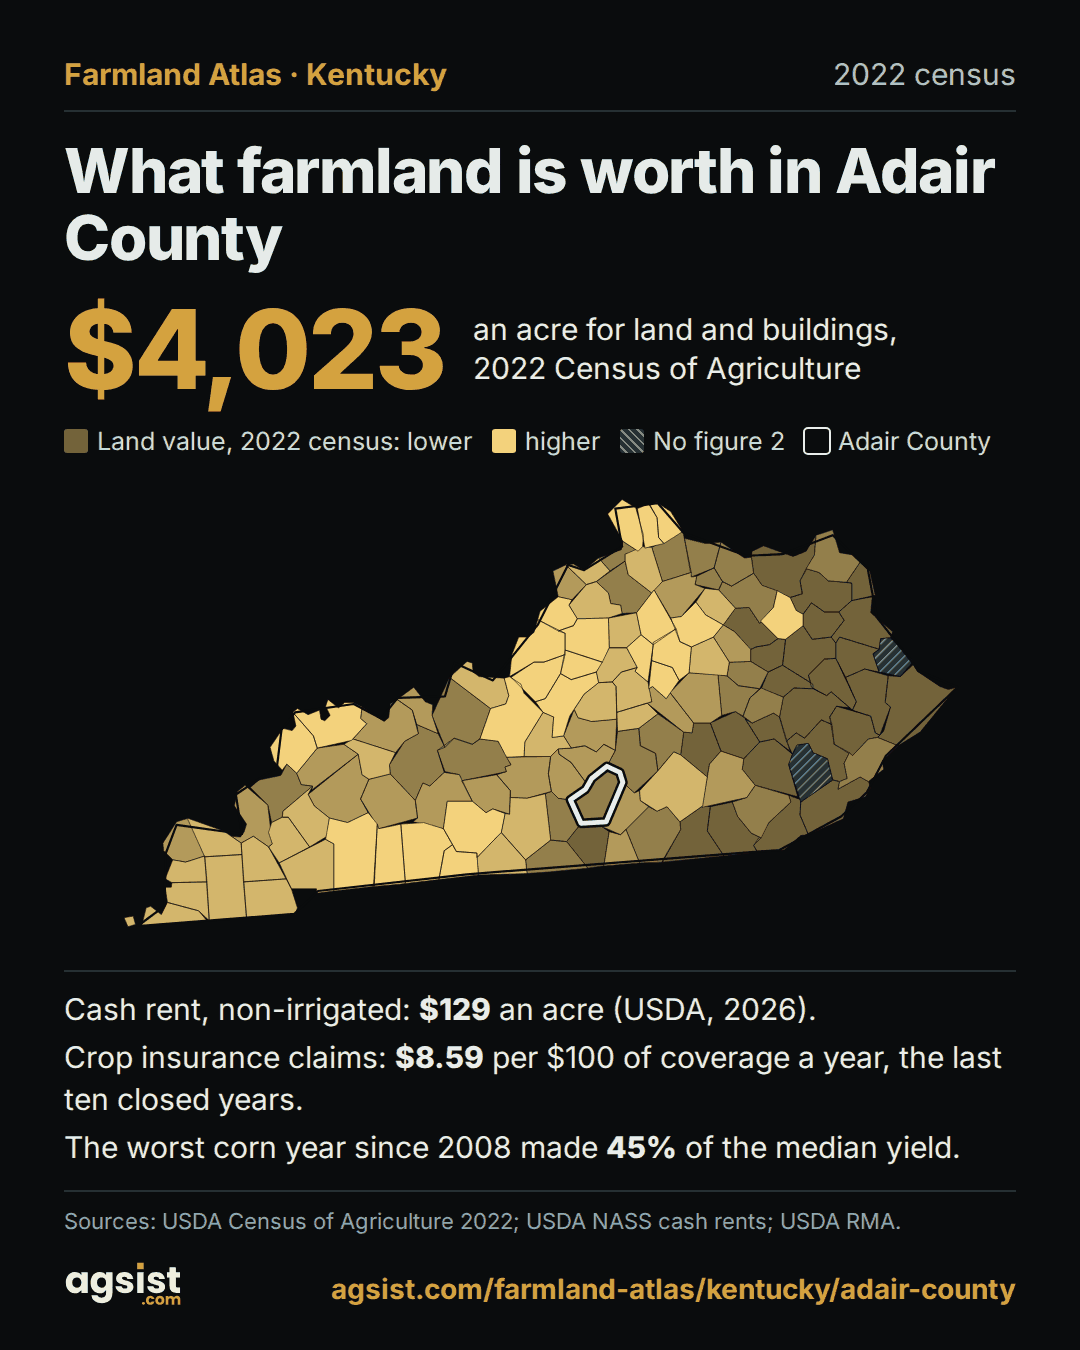 Farmland Atlas · Kentucky
2022 census
What farmland is worth in Adair
County
$4,023
an acre for land and buildings,
2022 Census of Agriculture
Land value, 2022 census: lower higher No figure 2 Adair County
Cash rent, non-irrigated: $129 an acre (USDA, 2026).
Crop insurance claims: $8.59 per $100 of coverage a year, the last
ten closed years.
The worst corn year since 2008 made 45% of the median yield.
Sources: USDA Census of Agriculture 2022; USDA NASS cash rents; USDA RMA.
agsist
.com
agsist.com/farmland-atlas/kentucky/adair-county